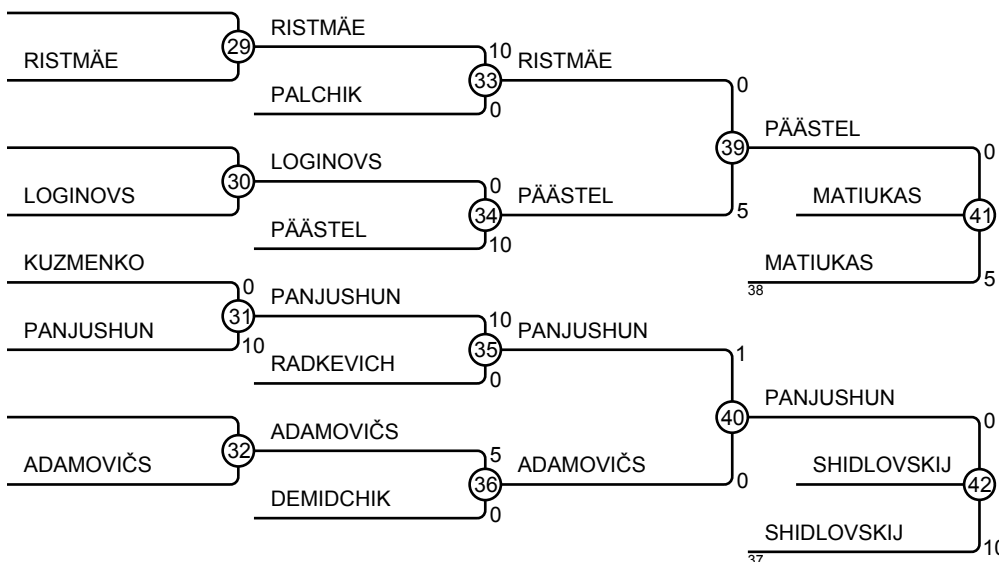 RISTMÄE
10
29
RISTMÄE
RISTMÄE
33
0
PALCHIK
0
PÄÄSTEL
39
0
LOGINOVS
30
0
MATIUKAS
LOGINOVS
PÄÄSTEL
41
34
5
PÄÄSTEL
10
KUZMENKO
MATIUKAS
5
0
38
PANJUSHUN
31
10
PANJUSHUN
PANJUSHUN
10
35
1
RADKEVICH
0
PANJUSHUN
40
0
ADAMOVIČS
32
5
SHIDLOVSKIJ
ADAMOVIČS
ADAMOVIČS
0
42
36
DEMIDCHIK
0
SHIDLOVSKIJ
10
37